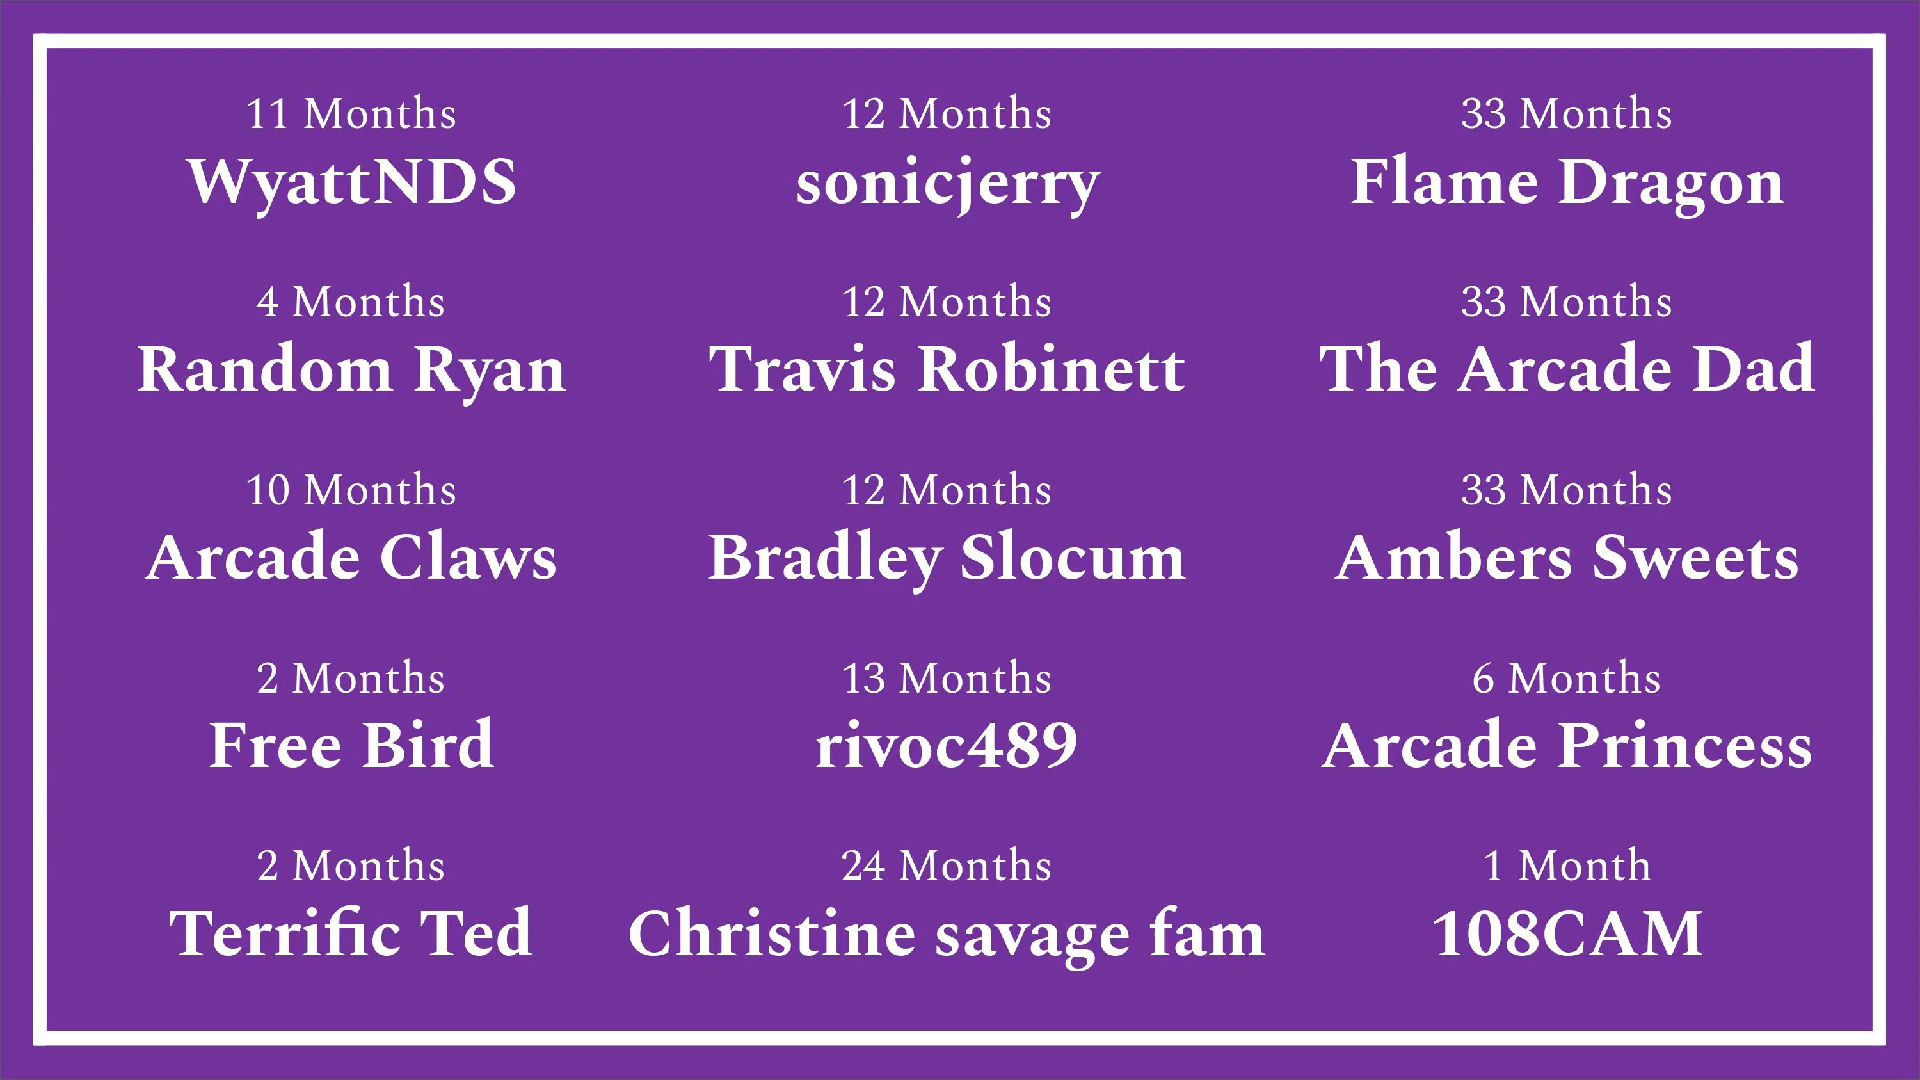 11 Months
WyattNDS
12 Months
sonicjerry
33 Months
Flame Dragon
4 Months
Random Ryan
12 Months
Travis Robinett
33 Months
The Arcade Dad
10 Months
Arcade Claws
12 Months
Bradley Slocum
33 Months
Ambers Sweets
2 Months
Free Bird
13 Months
rivoc489
6 Months
Arcade Princess
2 Months
Terrific Ted
24 Months
Christine savage fam
1 Month
108CAM